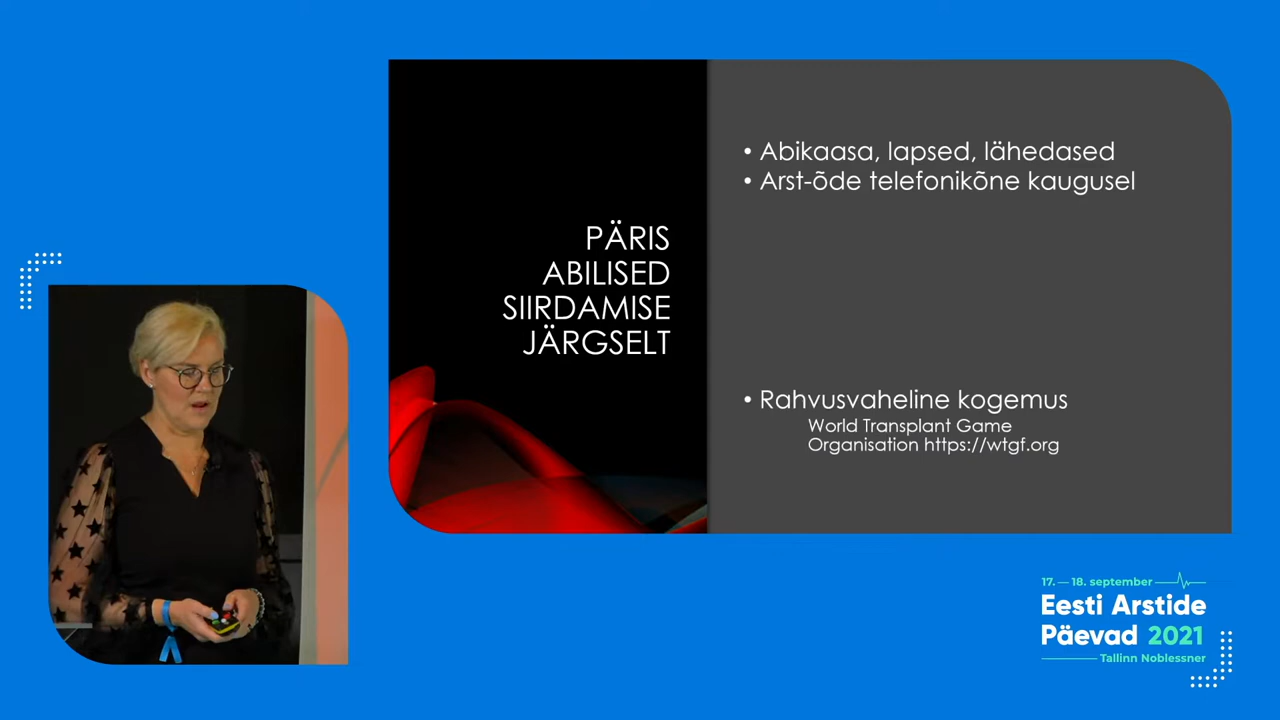 PÄRIS
ABILISED
SIIRDAMISE
JÄRGSELT
• Abikaasa, lapsed, lähedased
• Arst-õde telefonikõne kaugusel
• Rahvusvaheline kogemus
World Transplant Game
Organisation https://wtgf.org
17. — 18. september
Eesti Arstide
Päevad 2021
Tallinn Noblessner